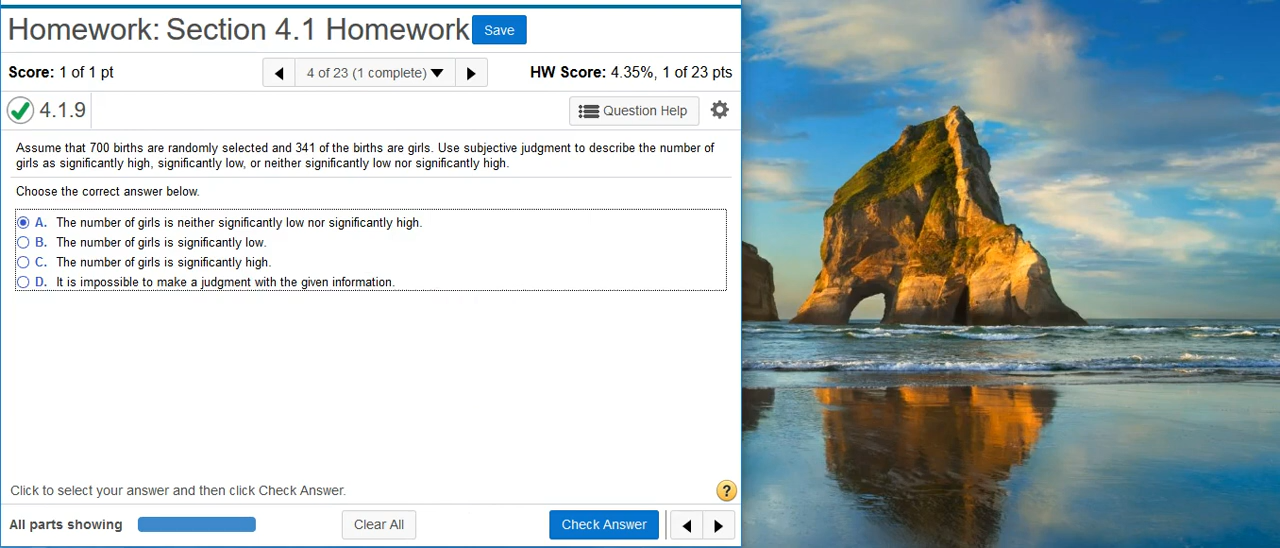 Homework: Section 4.1 Homework Save
Score: 1 of 1 pt 4 of 23 (1 complete) HW Score: 4.35%, 1 of 23 pts
4.1.9 Question Help
Assume that 700 births are randomly selected and 341 of the births are girls. Use subjective judgment to describe the number of
girls as significantly high, significantly low, or neither significantly low nor significantly high.
Choose the correct answer below.
A. The number of girls is neither significantly low nor significantly high.
B. The number of girls is significantly low.
C. The number of girls is significantly high.
D. It is impossible to make a judgment with the given information.
Click to select your answer and then click Check Answer. ?
All parts showing Clear All Check Answer